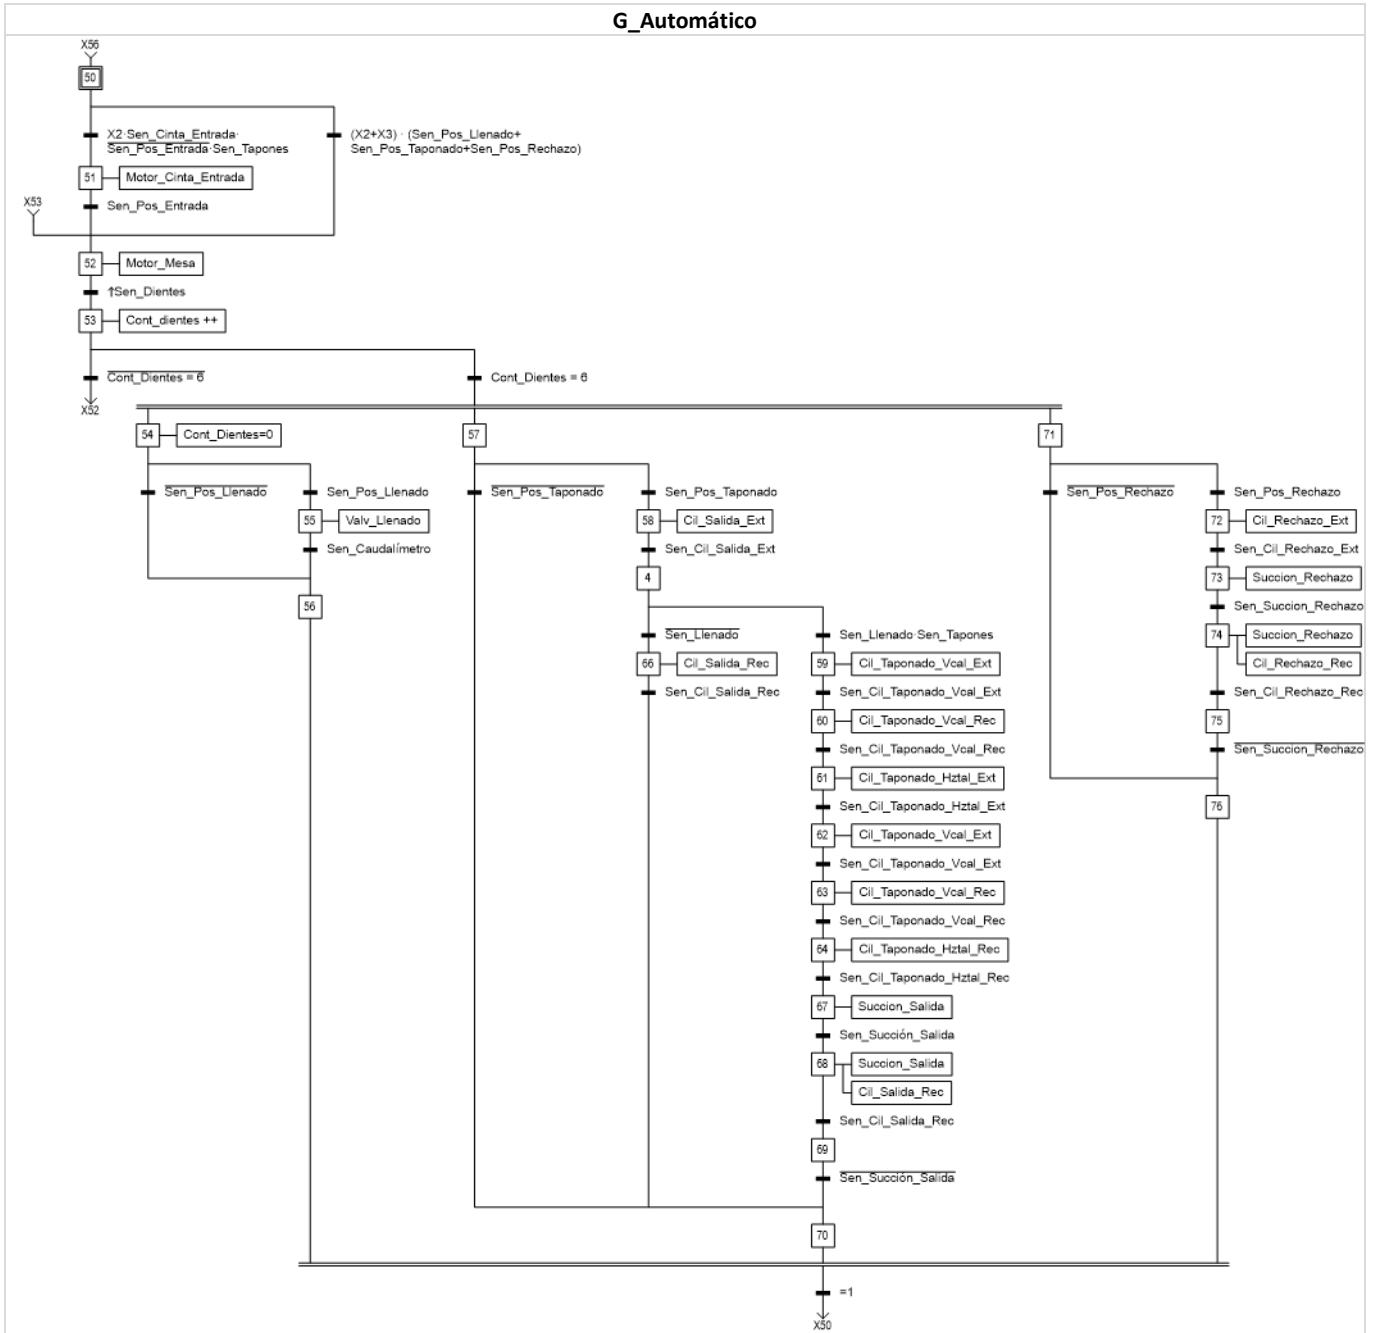 G_Automático
X56
50
X2·Sen_Cinta_Entrada·
Sen_Pos_Entrada·Sen_Tapones
(X2+X3) · (Sen_Pos_Llenado+
Sen_Pos_Taponado+Sen_Pos_Rechazo)
51
Motor_Cinta_Entrada
X53
Sen_Pos_Entrada
52
Motor_Mesa
↑Sen_Dientes
53
Cont_dientes ++
Cont_Dientes = 6
X52
Cont_Dientes = 6
54
Cont_Dientes=0
57
71
Sen_Pos_Llenado
Sen_Pos_Llenado
Sen_Pos_Taponado
Sen_Pos_Taponado
Sen_Pos_Rechazo
Sen_Pos_Rechazo
55
Valv_Llenado
58
Cil_Salida_Ext
72
Cil_Rechazo_Ext
Sen_Caudalímetro
Sen_Cil_Salida_Ext
Sen_Cil_Rechazo_Ext
4
73
Succion_Rechazo
56
Sen_Succion_Rechazo
Sen_Llenado
Sen_Llenado·Sen_Tapones
74
Succion_Rechazo
Cil_Rechazo_Rec
66
Cil_Salida_Rec
59
Cil_Taponado_Vcal_Ext
Sen_Cil_Salida_Rec
Sen_Cil_Taponado_Vcal_Ext
Sen_Cil_Rechazo_Rec
60
Cil_Taponado_Vcal_Rec
75
Sen_Cil_Taponado_Vcal_Rec
Sen_Succion_Rechazo
61
Cil_Taponado_Hztal_Ext
Sen_Cil_Taponado_Hztal_Ext
76
62
Cil_Taponado_Vcal_Ext
Sen_Cil_Taponado_Vcal_Ext
63
Cil_Taponado_Vcal_Rec
Sen_Cil_Taponado_Vcal_Rec
64
Cil_Taponado_Hztal_Rec
Sen_Cil_Taponado_Hztal_Rec
67
Succion_Salida
Sen_Succión_Salida
68
Succion_Salida
Cil_Salida_Rec
Sen_Cil_Salida_Rec
69
Sen_Succión_Salida
70
=1
X50